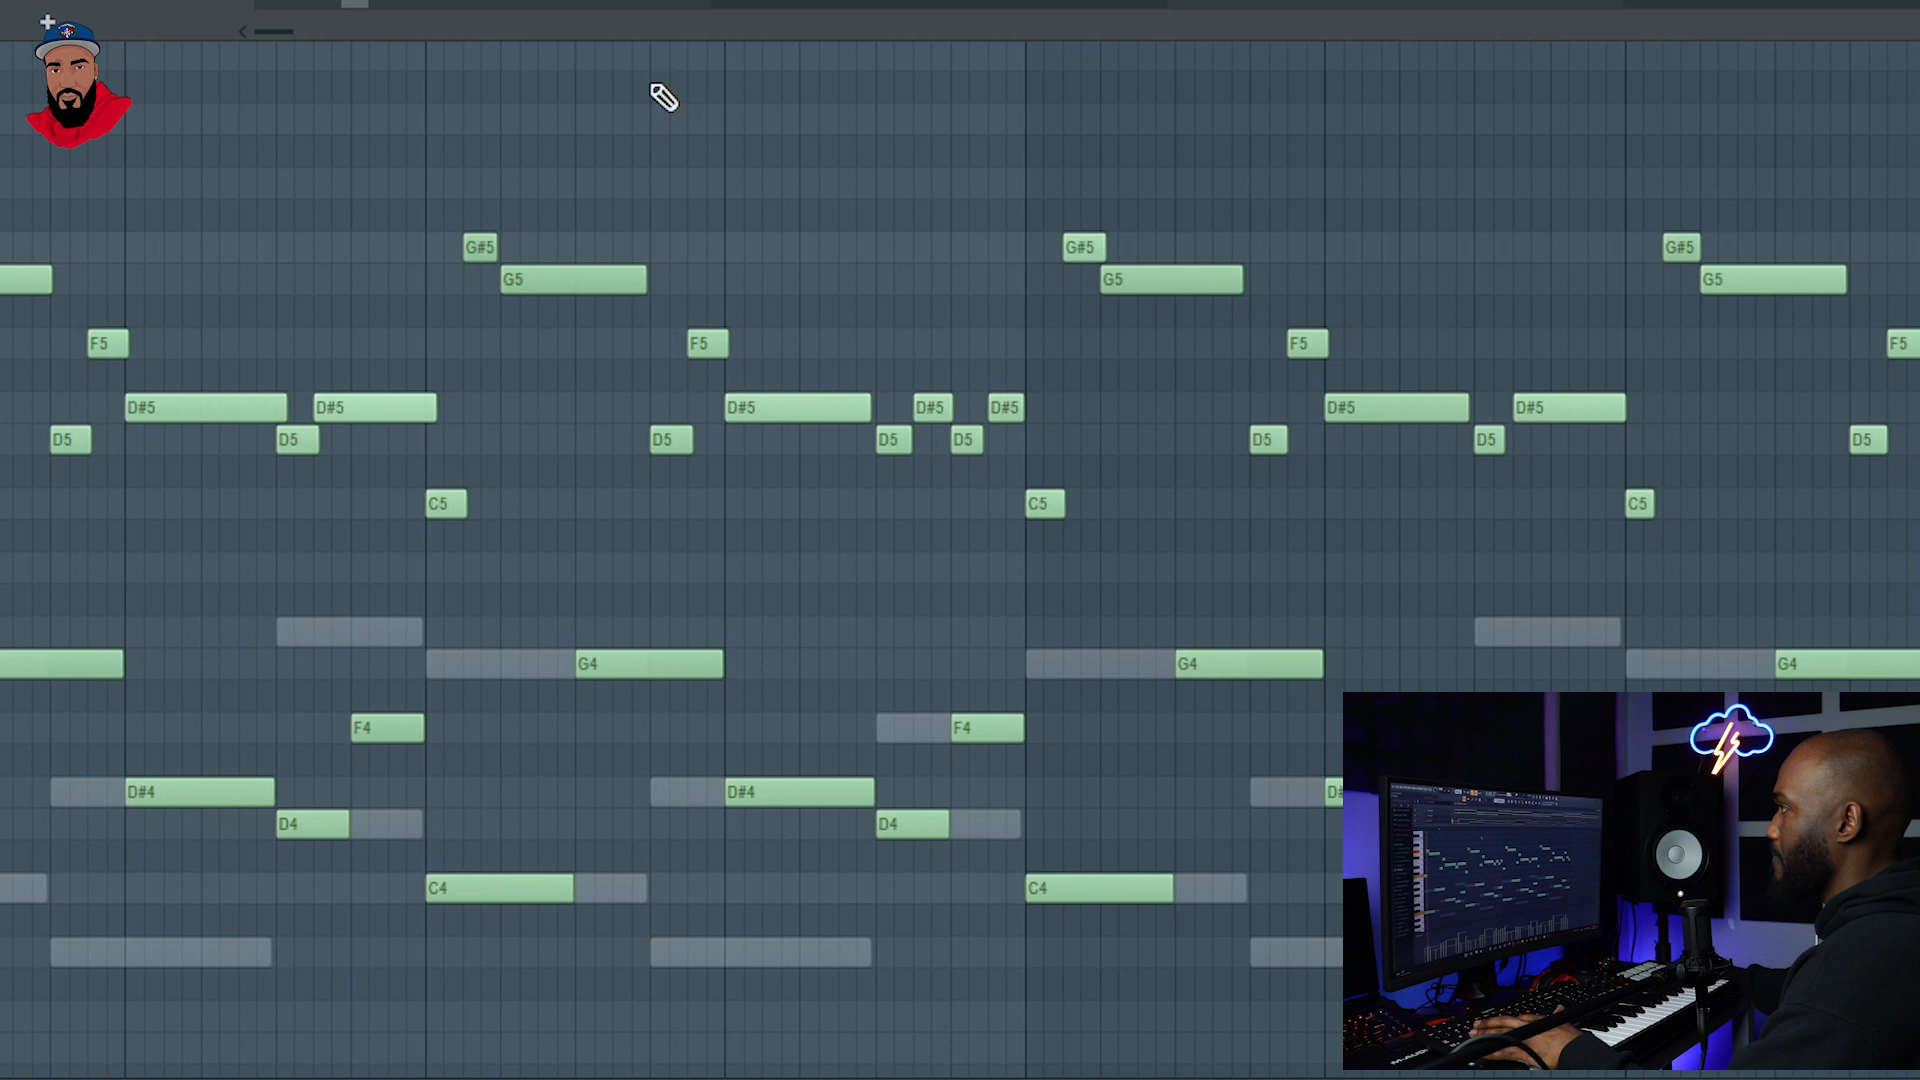 G#5 G#5 G#5
G5 G5 G5
F5 F5 F5 F5
D#5 D#5 D#5 D#5 D#5 D#5 D#5
D5 D5 D5 D5 D5 D5 D5 D5
C5 C5 C5
G4 G4 G4
F4 F4
D#4 D#4 D#
D4 D4
C4 C4
M-AUDIO